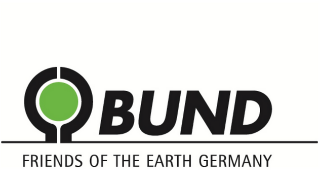 BUND
FRIENDS OF THE EARTH GERMANY